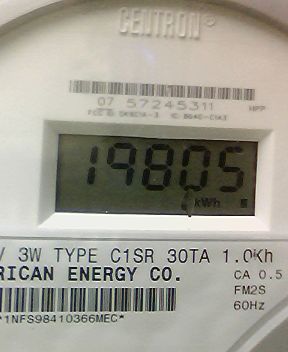 CENTRON®
07 57245311 HPP
19805
kWh
V 3W TYPE C1SR 30TA 1.0Kh
RICAN ENERGY CO. CA 0.5
FM2S
60Hz
*1NFS98410366MEC*